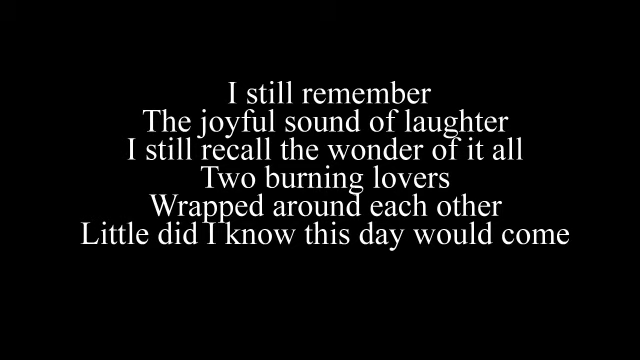 I still remember
The joyful sound of laughter
I still recall the wonder of it all
Two burning lovers
Wrapped around each other
Little did I know this day would come